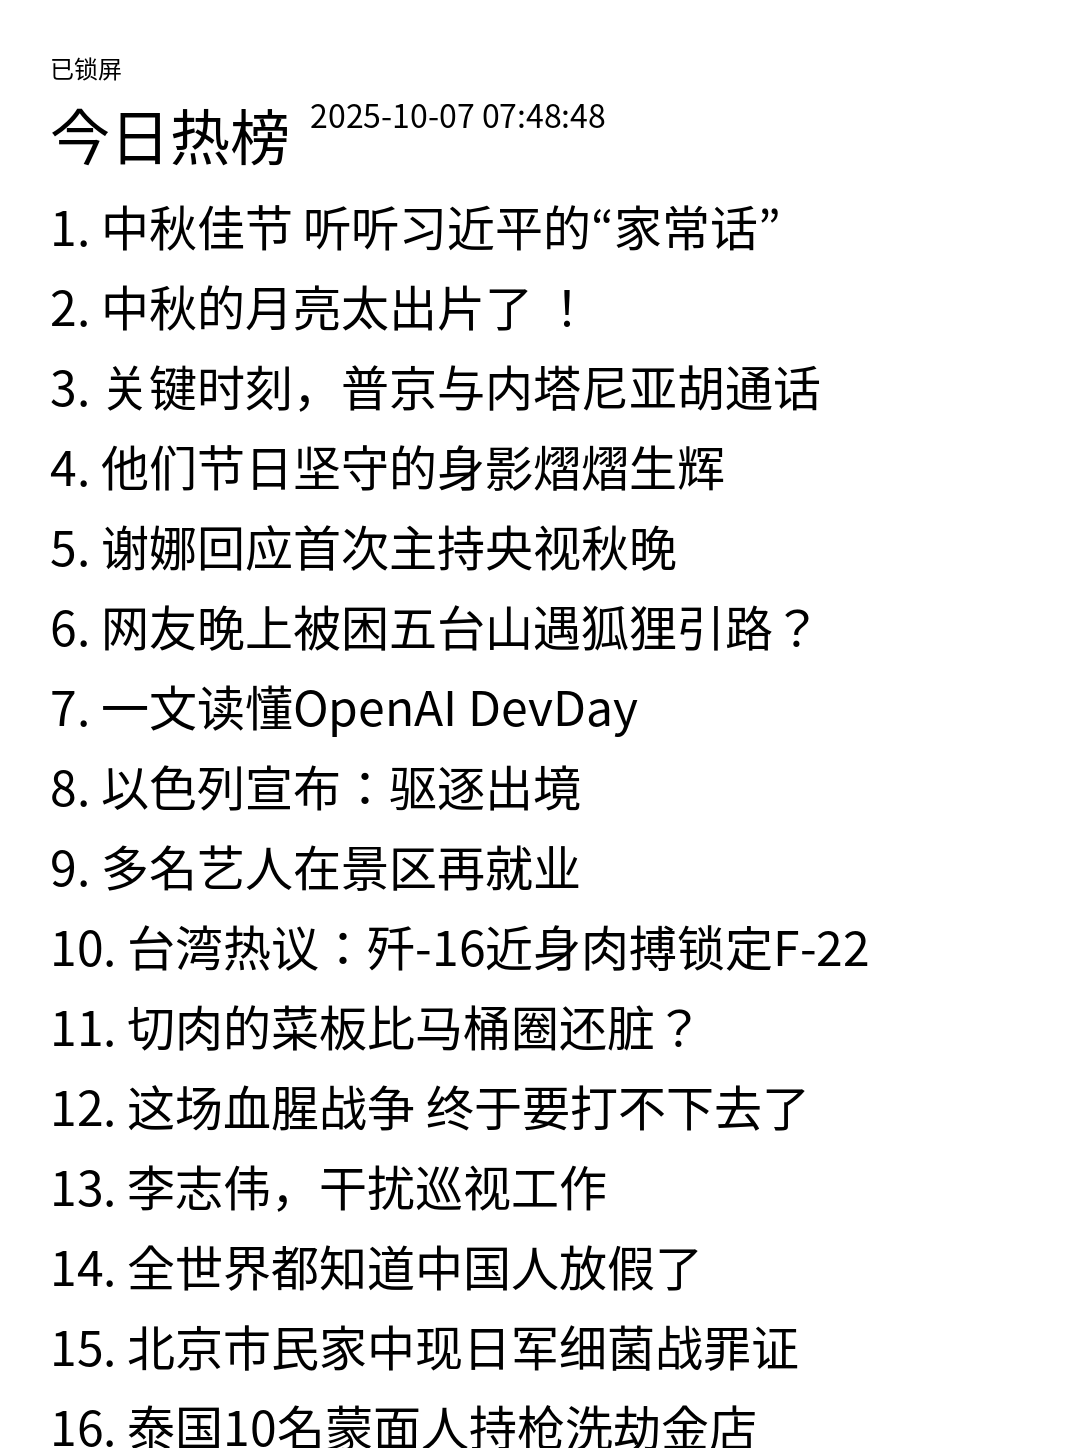 已锁屏
今日热榜 2025-10-07 07:48:48
1. 中秋佳节 听听习近平的“家常话”
2. 中秋的月亮太出片了 ！
3. 关键时刻，普京与内塔尼亚胡通话
4. 他们节日坚守的身影熠熠生辉
5. 谢娜回应首次主持央视秋晚
6. 网友晚上被困五台山遇狐狸引路？
7. 一文读懂OpenAI DevDay
8. 以色列宣布：驱逐出境
9. 多名艺人在景区再就业
10. 台湾热议：歼-16近身肉搏锁定F-22
11. 切肉的菜板比马桶圈还脏？
12. 这场血腥战争 终于要打不下去了
13. 李志伟，干扰巡视工作
14. 全世界都知道中国人放假了
15. 北京市民家中现日军细菌战罪证
16. 泰国10名蒙面人持枪洗劫金店